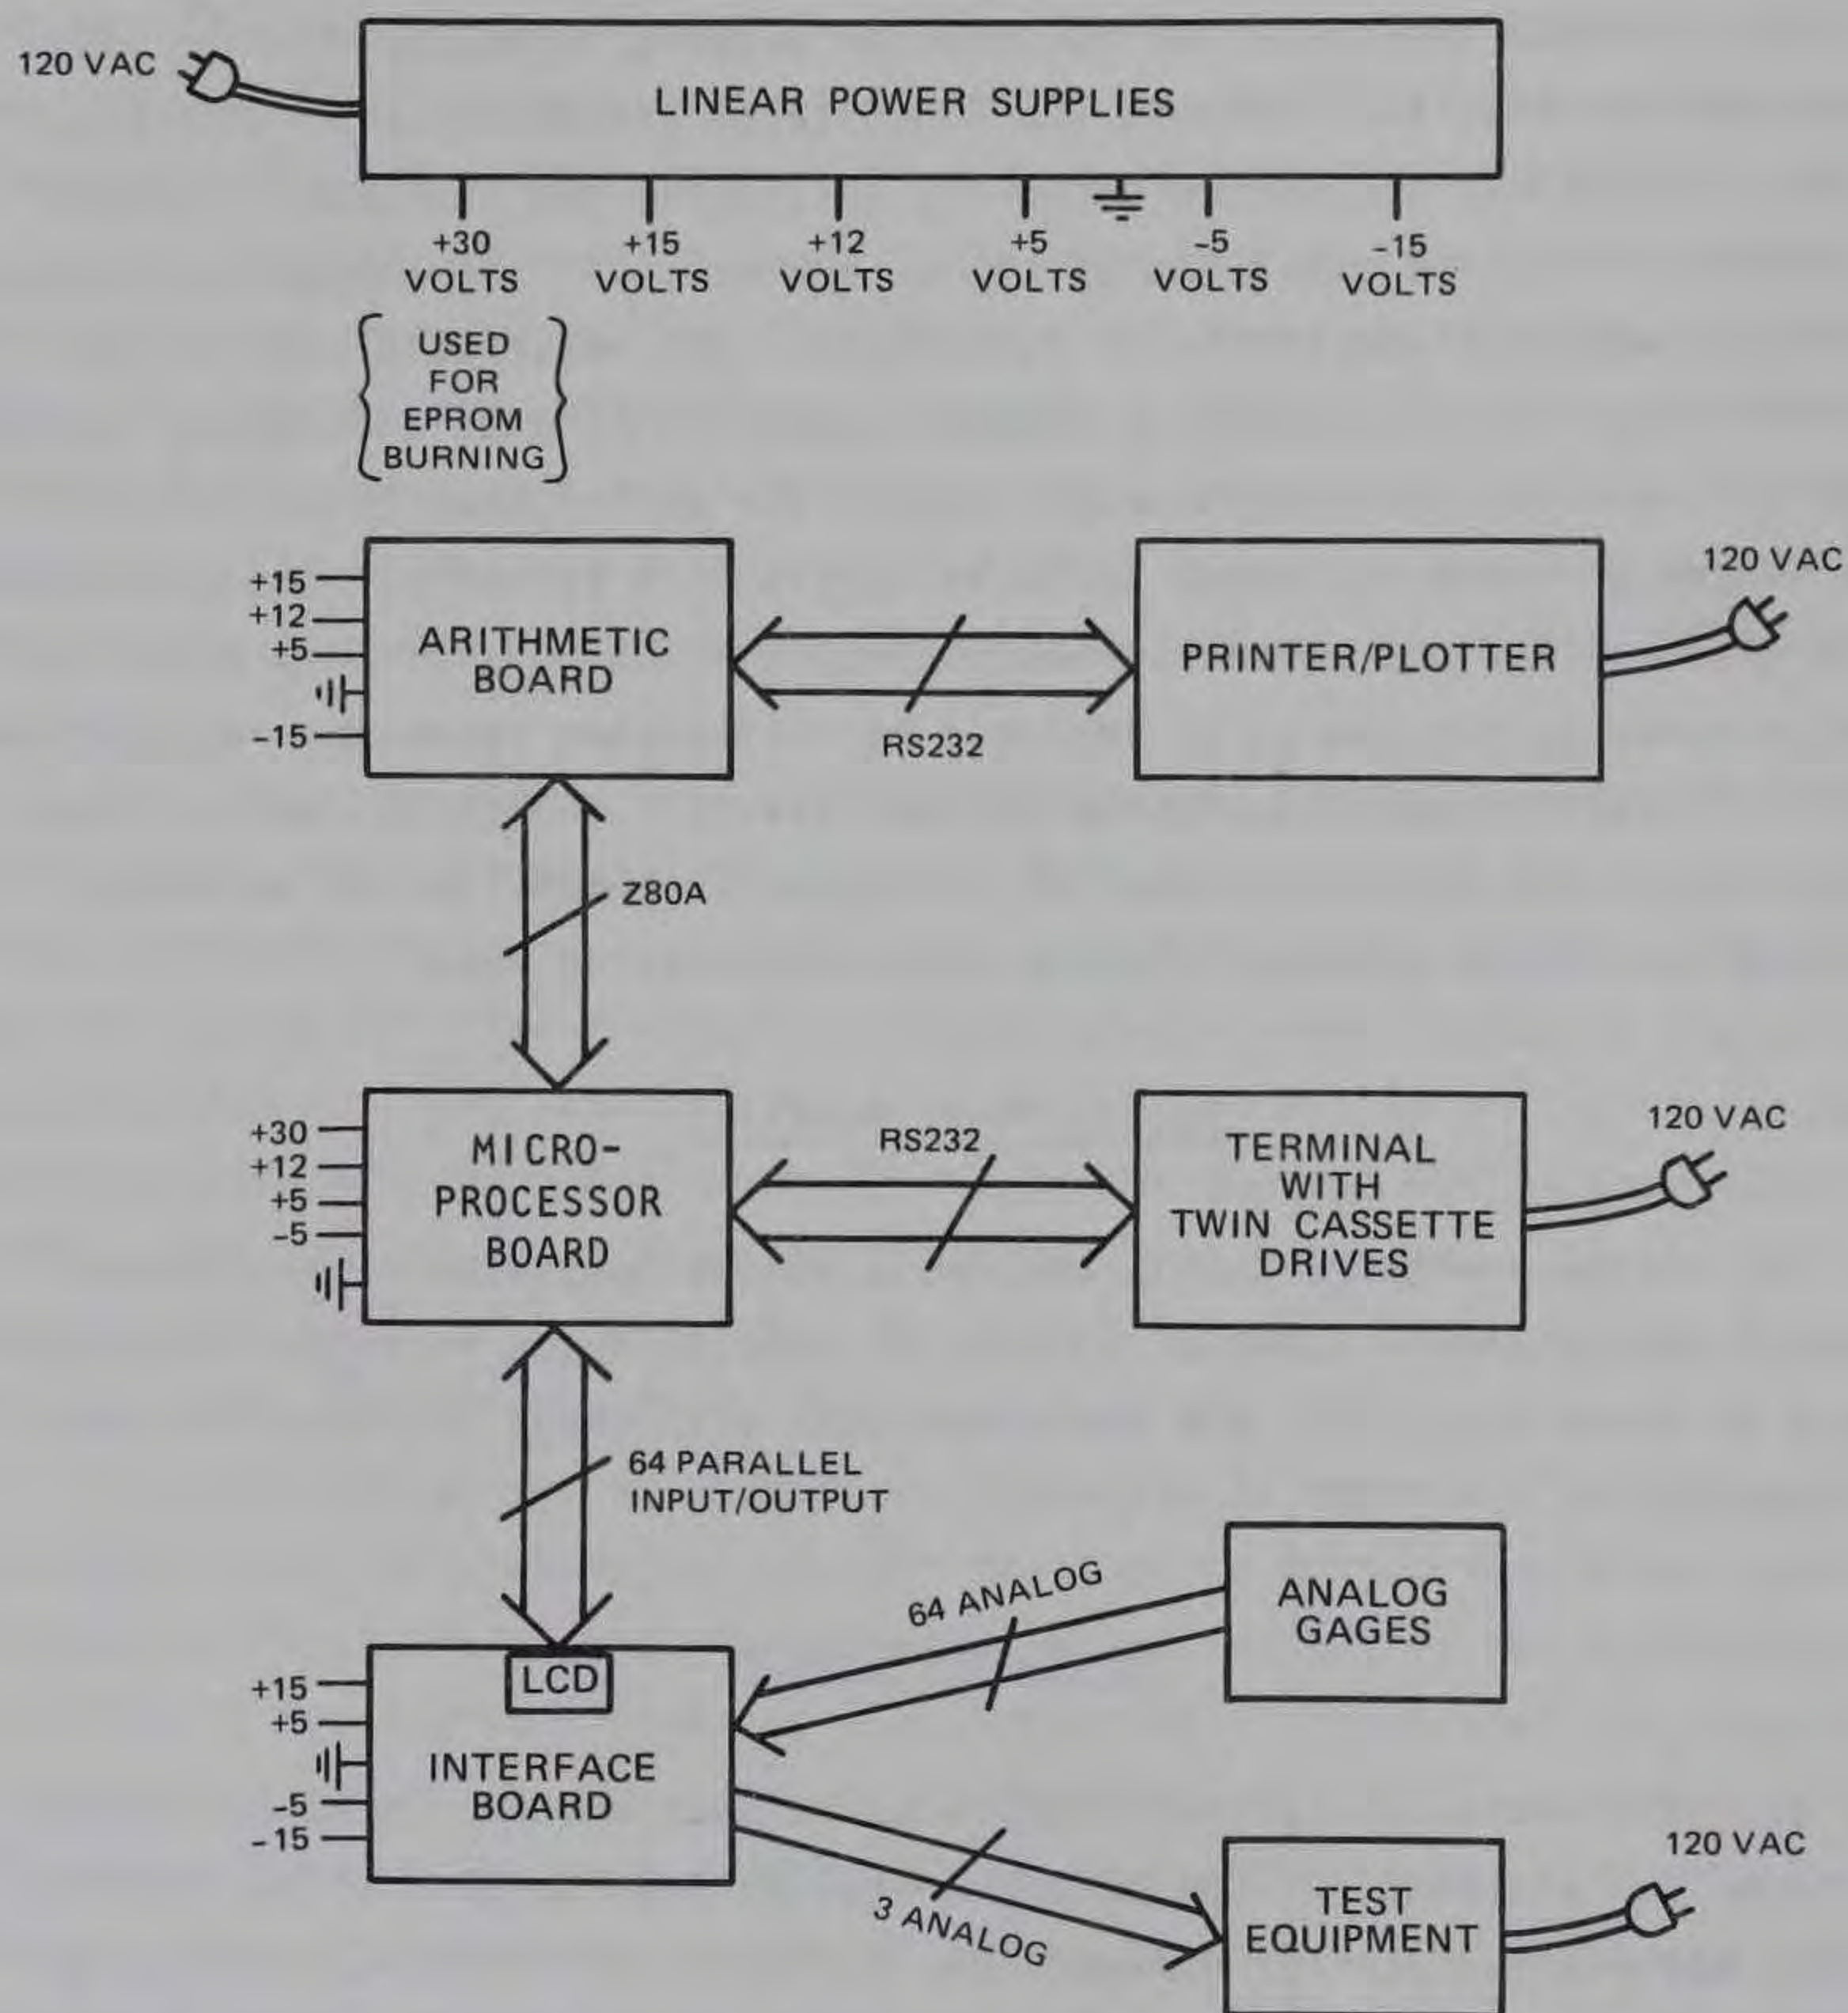 120 VAC
LINEAR POWER SUPPLIES
+30 VOLTS
+15 VOLTS
+12 VOLTS
+5 VOLTS
-5 VOLTS
-15 VOLTS
USED
FOR
EPROM
BURNING
+15
+12
+5
-15
ARITHMETIC
BOARD
RS232
PRINTER/PLOTTER
120 VAC
Z80A
+30
+12
+5
-5
MICRO-
PROCESSOR
BOARD
RS232
TERMINAL
WITH
TWIN CASSETTE
DRIVES
120 VAC
64 PARALLEL
INPUT/OUTPUT
+15
+5
-5
-15
LCD
INTERFACE
BOARD
64 ANALOG
ANALOG
GAGES
3 ANALOG
TEST
EQUIPMENT
120 VAC